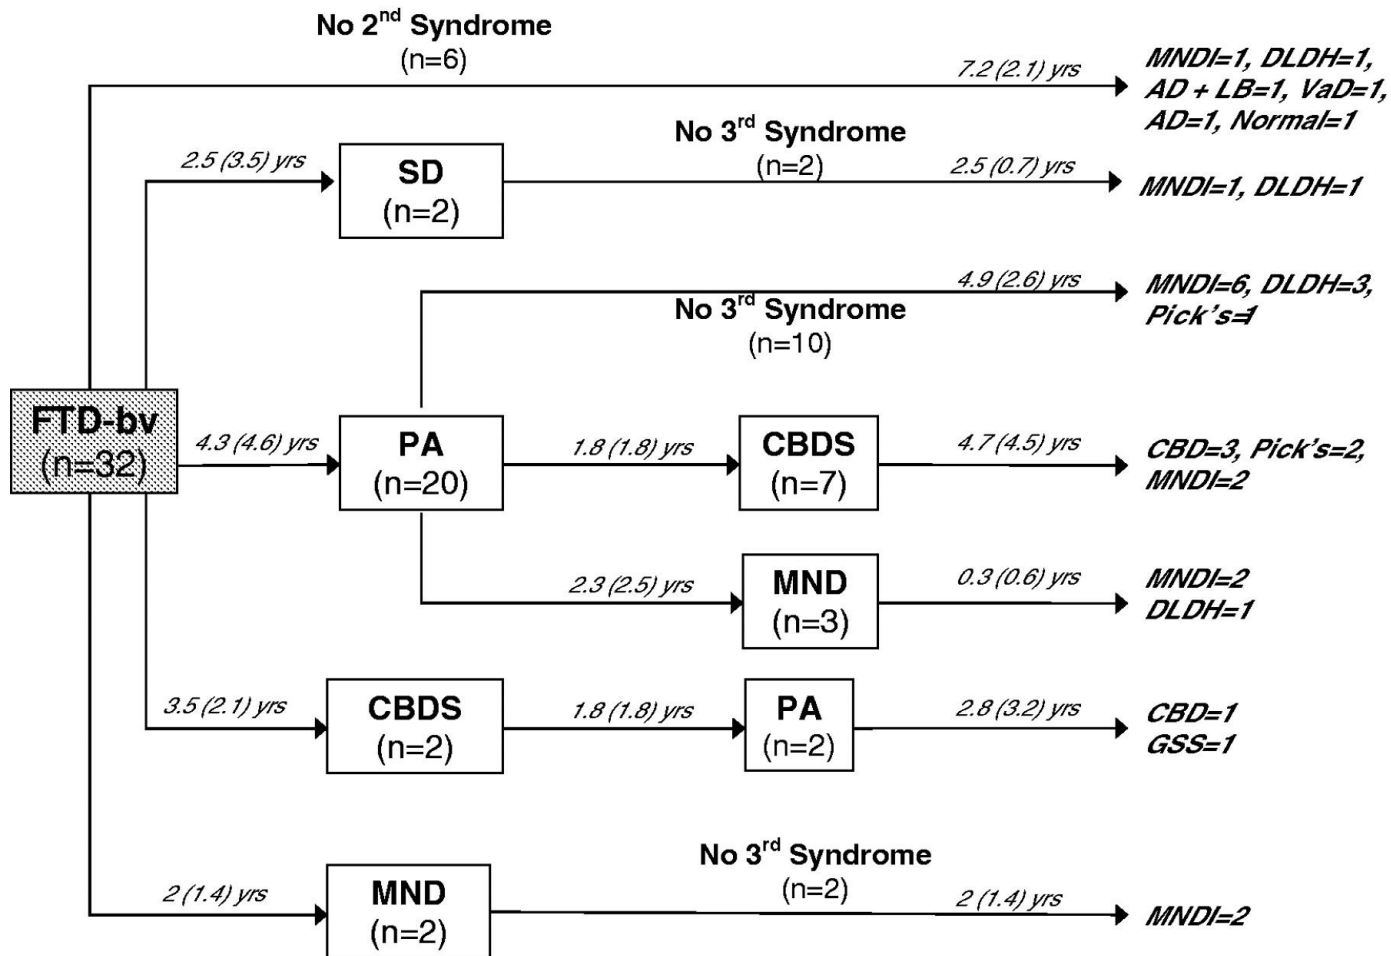 No 2nd Syndrome
(n=6)
7.2 (2.1) yrs
MNDI=1, DLDH=1,
AD + LB=1, VaD=1,
AD=1, Normal=1
No 3rd Syndrome
(n=2)
2.5 (3.5) yrs
SD
(n=2)
2.5 (0.7) yrs
MNDI=1, DLDH=1
4.9 (2.6) yrs
No 3rd Syndrome
(n=10)
MNDI=6, DLDH=3,
Pick's=1
FTD-bv
(n=32)
4.3 (4.6) yrs
PA
(n=20)
1.8 (1.8) yrs
CBDS
(n=7)
4.7 (4.5) yrs
CBD=3, Pick's=2,
MNDI=2
2.3 (2.5) yrs
MND
(n=3)
0.3 (0.6) yrs
MNDI=2
DLDH=1
3.5 (2.1) yrs
CBDS
(n=2)
1.8 (1.8) yrs
PA
(n=2)
2.8 (3.2) yrs
CBD=1
GSS=1
No 3rd Syndrome
(n=2)
2 (1.4) yrs
MND
(n=2)
2 (1.4) yrs
MNDI=2